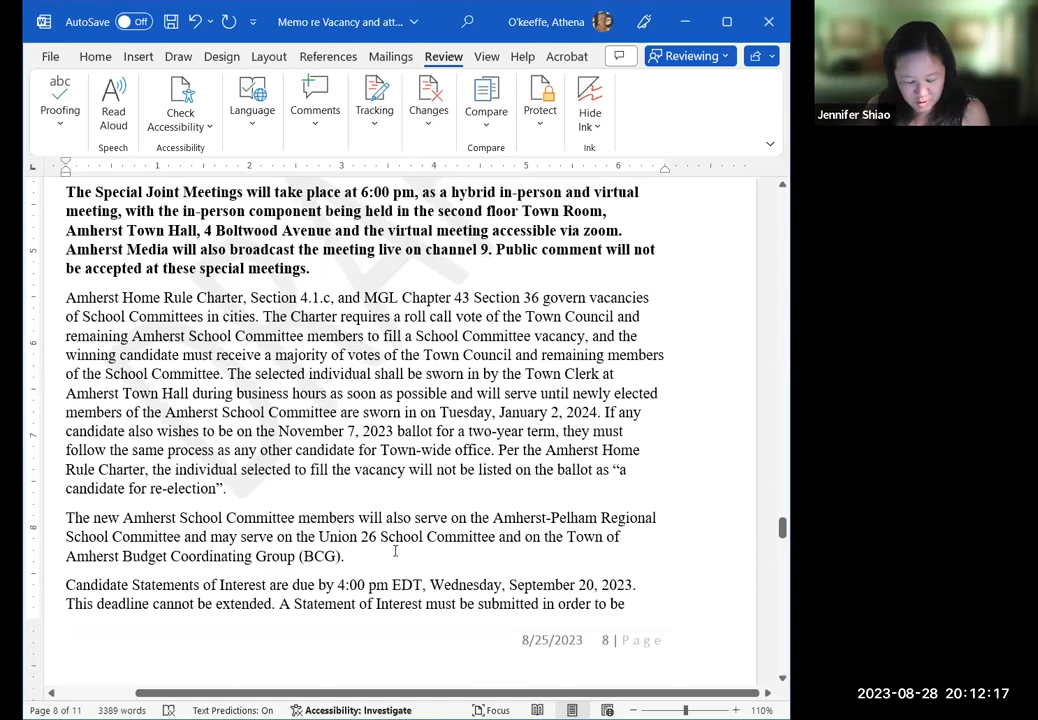 AutoSave Off Memo re Vacancy and att... O'keeffe, Athena
File Home Insert Draw Design Layout References Mailings Review View Help Acrobat Reviewing
abc
Proofing Read Aloud Check Accessibility Language Comments Tracking Changes Compare Protect Hide Ink
Speech Accessibility Compare Ink
1 2 3 4 5 6
The Special Joint Meetings will take place at 6:00 pm, as a hybrid in-person and virtual
meeting, with the in-person component being held in the second floor Town Room,
Amherst Town Hall, 4 Boltwood Avenue and the virtual meeting accessible via zoom.
Amherst Media will also broadcast the meeting live on channel 9. Public comment will not
be accepted at these special meetings.
Amherst Home Rule Charter, Section 4.1.c, and MGL Chapter 43 Section 36 govern vacancies
of School Committees in cities. The Charter requires a roll call vote of the Town Council and
remaining Amherst School Committee members to fill a School Committee vacancy, and the
winning candidate must receive a majority of votes of the Town Council and remaining members
of the School Committee. The selected individual shall be sworn in by the Town Clerk at
Amherst Town Hall during business hours as soon as possible and will serve until newly elected
members of the Amherst School Committee are sworn in on Tuesday, January 2, 2024. If any
candidate also wishes to be on the November 7, 2023 ballot for a two-year term, they must
follow the same process as any other candidate for Town-wide office. Per the Amherst Home
Rule Charter, the individual selected to fill the vacancy will not be listed on the ballot as “a
candidate for re-election”.
The new Amherst School Committee members will also serve on the Amherst-Pelham Regional
School Committee and may serve on the Union 26 School Committee and on the Town of
Amherst Budget Coordinating Group (BCG).
Candidate Statements of Interest are due by 4:00 pm EDT, Wednesday, September 20, 2023.
This deadline cannot be extended. A Statement of Interest must be submitted in order to be
8/25/2023 8 | Page
Page 8 of 11 3389 words Text Predictions: On Accessibility: Investigate Focus 110%
Jennifer Shiao
2023-08-28 20:12:17